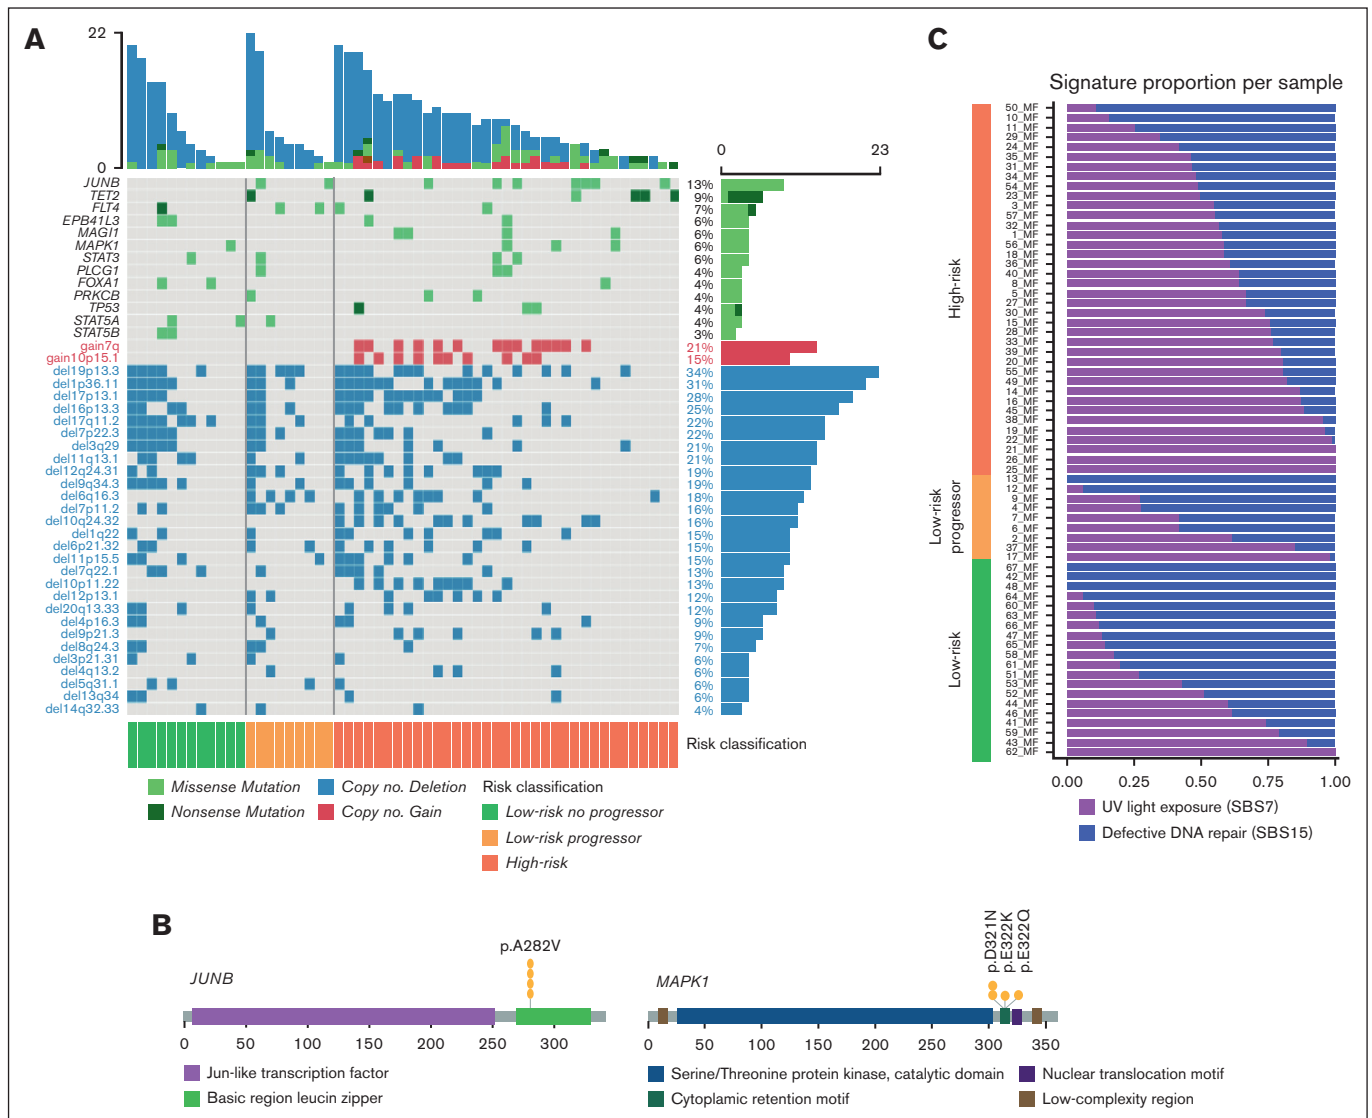 A
22
0
JUNB
TET2
FLT4
EPB41L3
MAGI1
MAPK1
STAT3
PLCG1
FOXA1
PRKCB
TP53
STAT5A
STAT5B
gain7q
gain10p15.1
del19p13.3
del1p36.11
del17p13.1
del16p13.3
del17q11.2
del7p22.3
del3q29
del11q13.1
del12q24.31
del9q34.3
del6q16.3
del7p11.2
del10q24.32
del1q22
del6p21.32
del11p15.5
del7q22.1
del10p11.22
del12p13.1
del20q13.33
del4p16.3
del9p21.3
del8q24.3
del3p21.31
del4q13.2
del5q31.1
del13q34
del14q32.33
0 23
13%
9%
7%
6%
6%
6%
6%
4%
4%
4%
4%
4%
3%
21%
15%
34%
31%
28%
25%
22%
22%
21%
21%
19%
19%
18%
16%
16%
15%
15%
15%
13%
13%
12%
12%
9%
9%
7%
6%
6%
6%
6%
4%
Risk classification
Missense Mutation
Nonsense Mutation
Copy no. Deletion
Copy no. Gain
Risk classification
Low-risk no progressor
Low-risk progressor
High-risk
C
Signature proportion per sample
High-risk
Low-risk
progressor
Low-risk
50_MF
10_MF
11_MF
29_MF
24_MF
35_MF
31_MF
34_MF
54_MF
23_MF
3_MF
57_MF
32_MF
1_MF
56_MF
18_MF
36_MF
40_MF
8_MF
5_MF
27_MF
30_MF
15_MF
28_MF
33_MF
39_MF
20_MF
55_MF
49_MF
14_MF
16_MF
45_MF
38_MF
19_MF
22_MF
21_MF
26_MF
25_MF
13_MF
12_MF
9_MF
4_MF
7_MF
6_MF
2_MF
37_MF
17_MF
67_MF
42_MF
48_MF
64_MF
60_MF
63_MF
66_MF
47_MF
65_MF
58_MF
61_MF
51_MF
53_MF
52_MF
44_MF
46_MF
41_MF
59_MF
43_MF
62_MF
0.00 0.25 0.50 0.75 1.00
UV light exposure (SBS7)
Defective DNA repair (SBS15)
B
JUNB
p.A282V
0 50 100 150 200 250 300
Jun-like transcription factor
Basic region leucin zipper
MAPK1
p.D321N
p.E322K
p.E322Q
0 50 100 150 200 250 300 350
Serine/Threonine protein kinase, catalytic domain
Cytoplamic retention motif
Nuclear translocation motif
Low-complexity region